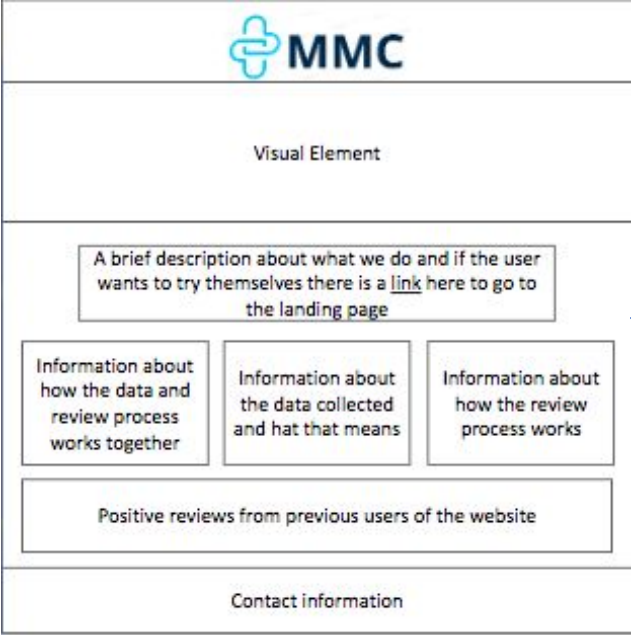 MMC
Visual Element
A brief description about what we do and if the user
wants to try themselves there is a link here to go to
the landing page
Information about
how the data and
review process
works together
Information about
the data collected
and hat that means
Information about
how the review
process works
Positive reviews from previous users of the website
Contact information